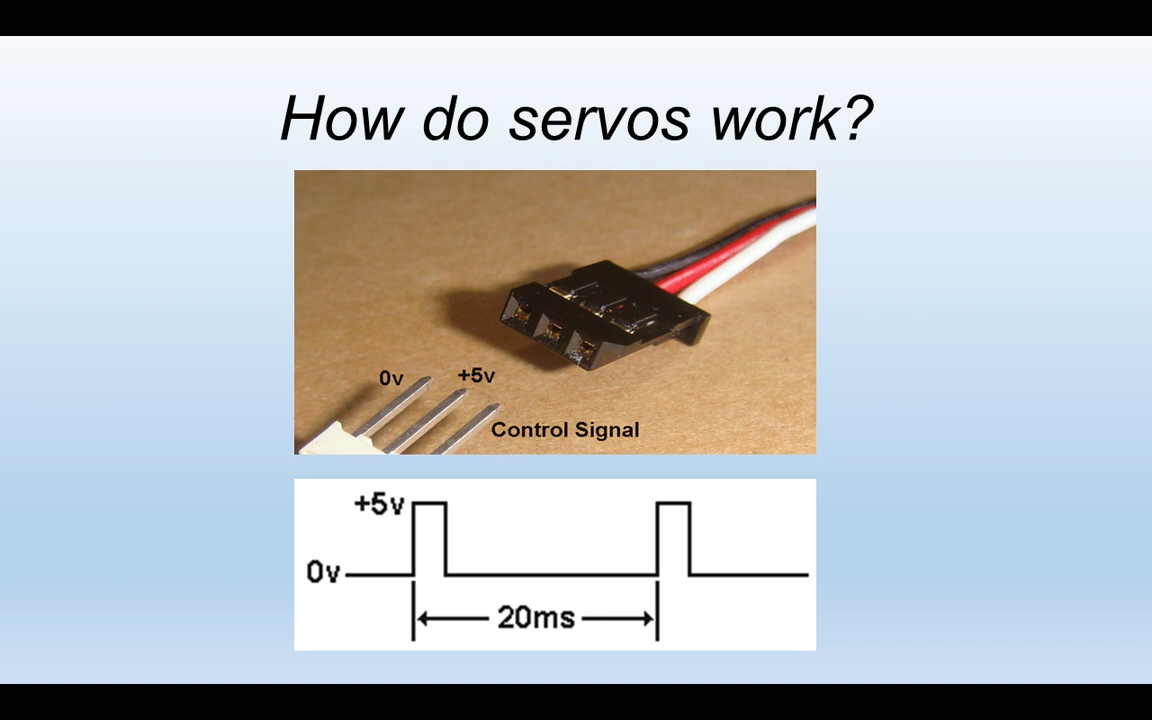 How do servos work?
0v
+5v
Control Signal
+5v
0v
20ms